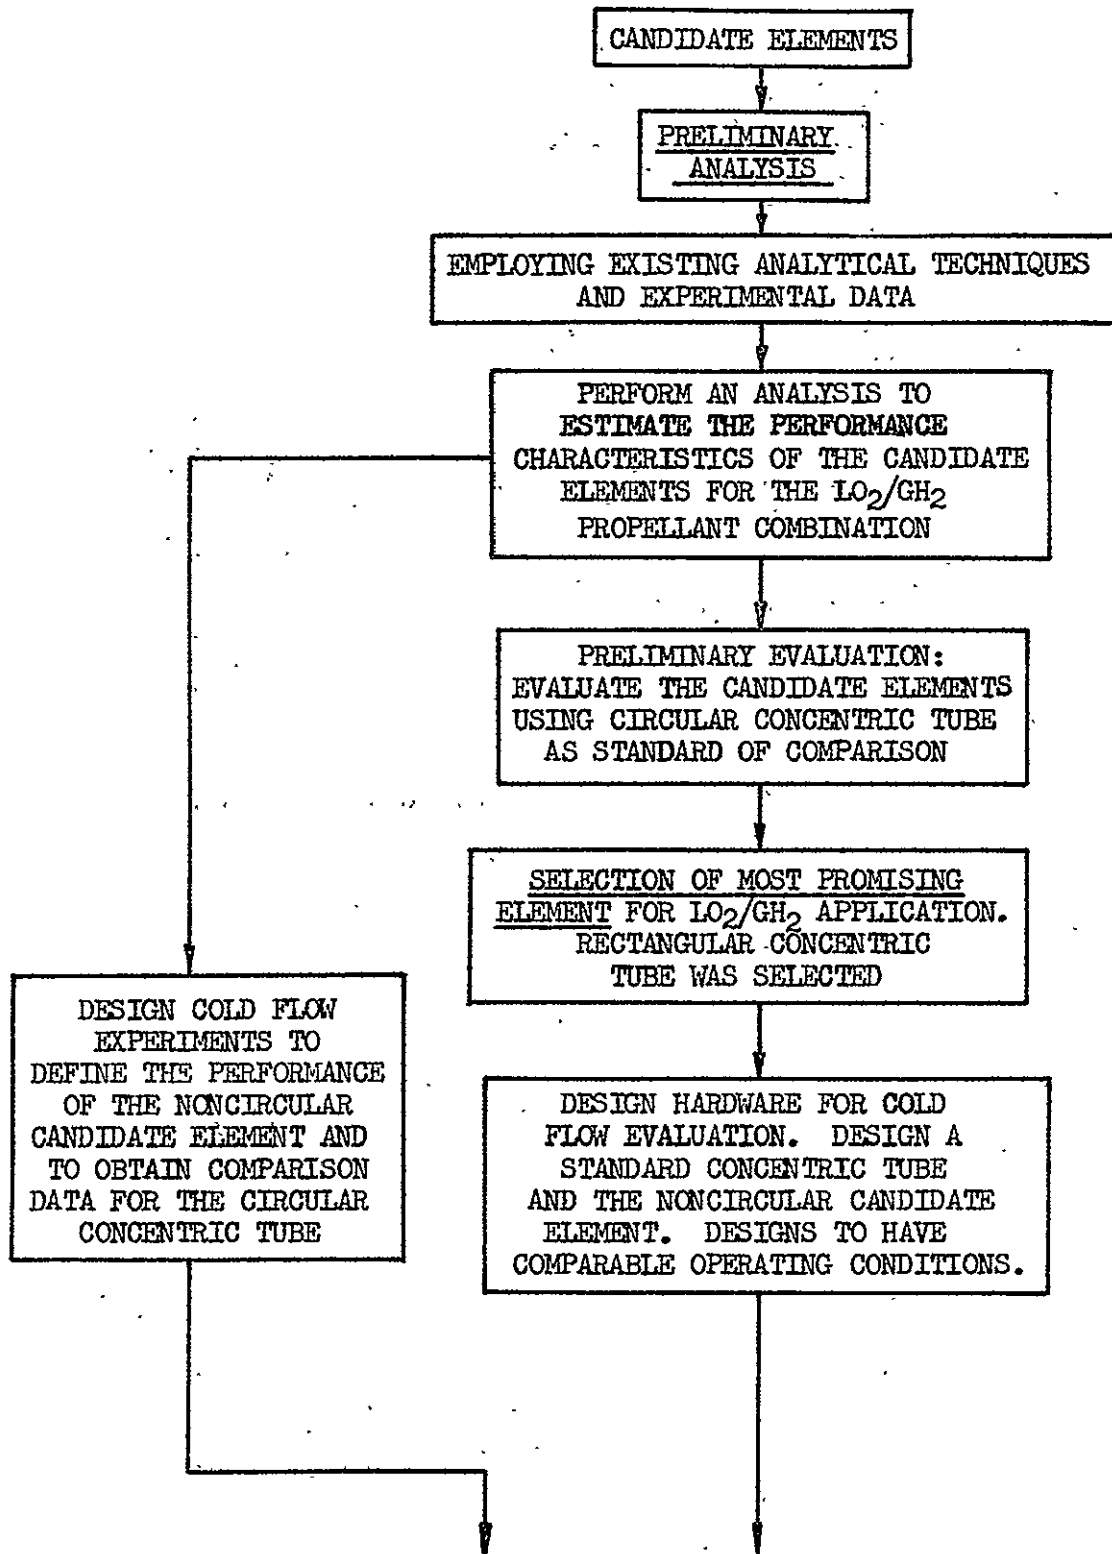 CANDIDATE ELEMENTS
PRELIMINARY
ANALYSIS
EMPLOYING EXISTING ANALYTICAL TECHNIQUES
AND EXPERIMENTAL DATA
PERFORM AN ANALYSIS TO
ESTIMATE THE PERFORMANCE
CHARACTERISTICS OF THE CANDIDATE
ELEMENTS FOR THE LO2/GH2
PROPELLANT COMBINATION
PRELIMINARY EVALUATION:
EVALUATE THE CANDIDATE ELEMENTS
USING CIRCULAR CONCENTRIC TUBE
AS STANDARD OF COMPARISON
SELECTION OF MOST PROMISING
ELEMENT FOR LO2/GH2 APPLICATION.
RECTANGULAR CONCENTRIC
TUBE WAS SELECTED
DESIGN COLD FLOW
EXPERIMENTS TO
DEFINE THE PERFORMANCE
OF THE NONCIRCULAR
CANDIDATE ELEMENT AND
TO OBTAIN COMPARISON
DATA FOR THE CIRCULAR
CONCENTRIC TUBE
DESIGN HARDWARE FOR COLD
FLOW EVALUATION. DESIGN A
STANDARD CONCENTRIC TUBE
AND THE NONCIRCULAR CANDIDATE
ELEMENT. DESIGNS TO HAVE
COMPARABLE OPERATING CONDITIONS.